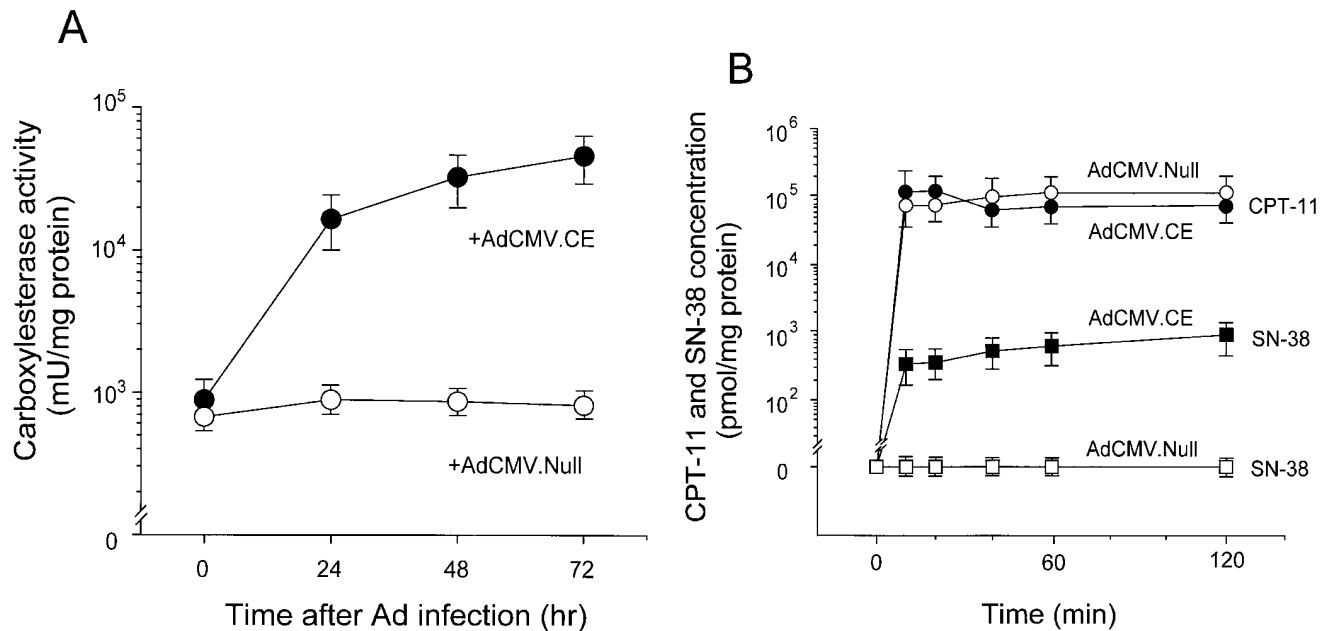 A
Carboxylesterase activity
(mU/mg protein)
10^5
10^4
10^3
0
+AdCMV.CE
+AdCMV.Null
0 24 48 72
Time after Ad infection (hr)
B
CPT-11 and SN-38 concentration
(pmol/mg protein)
10^6
10^5
10^4
10^3
10^2
0
AdCMV.Null
CPT-11
AdCMV.CE
AdCMV.CE
SN-38
AdCMV.Null
SN-38
0 60 120
Time (min)